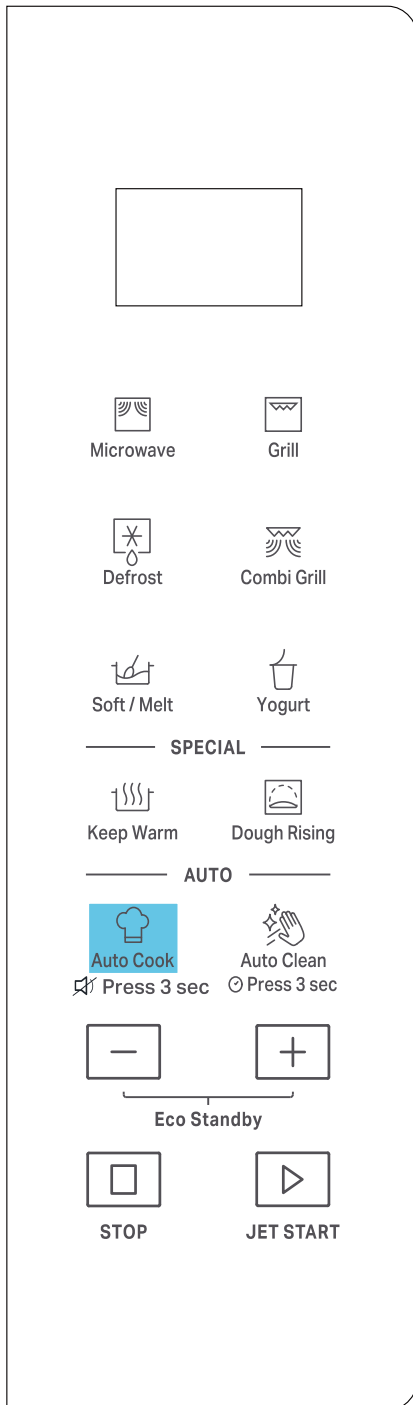 Microwave Grill
Defrost Combi Grill
Soft / Melt Yogurt
SPECIAL
Keep Warm Dough Rising
AUTO
Auto Cook Auto Clean
Press 3 sec Press 3 sec
Eco Standby
STOP JET START